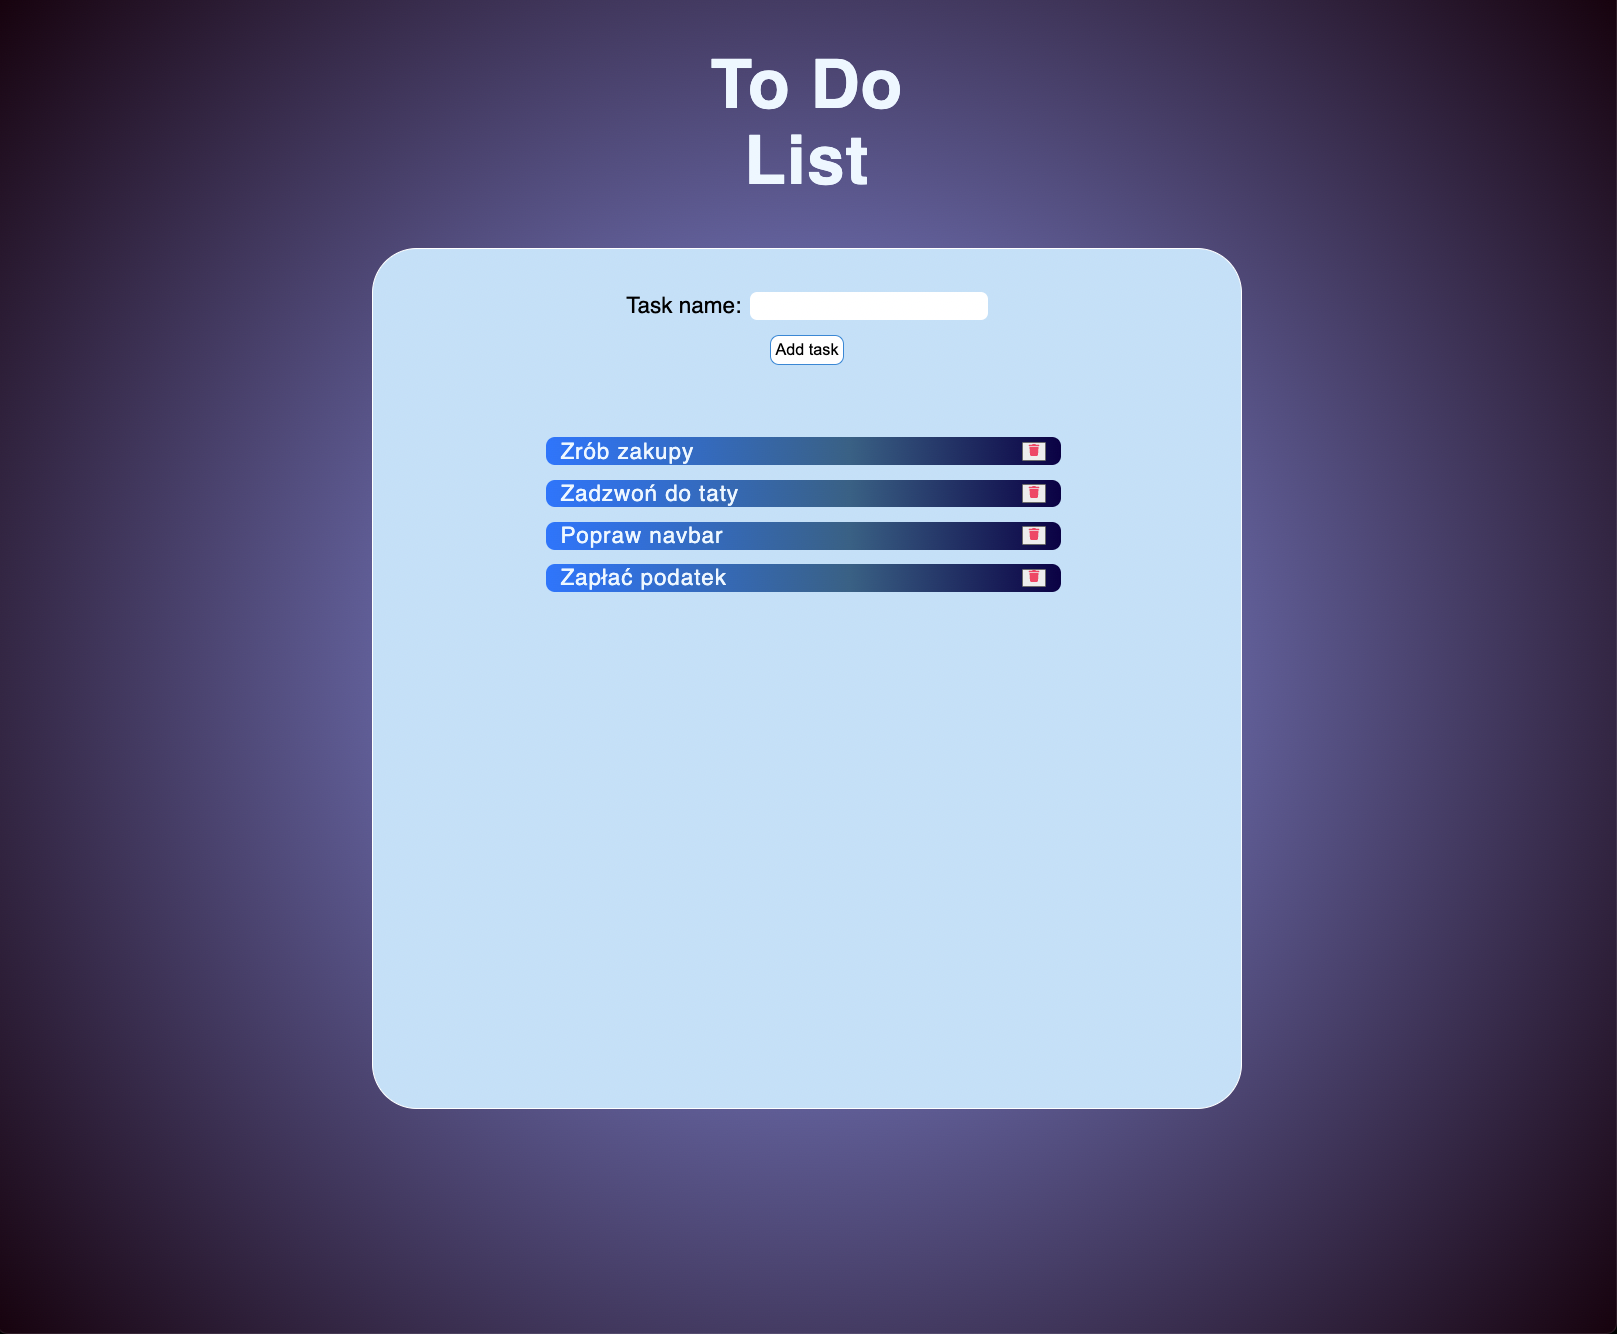 To Do
List
Task name:
Add task
Zrób zakupy
Zadzwoń do taty
Popraw navbar
Zapłać podatek